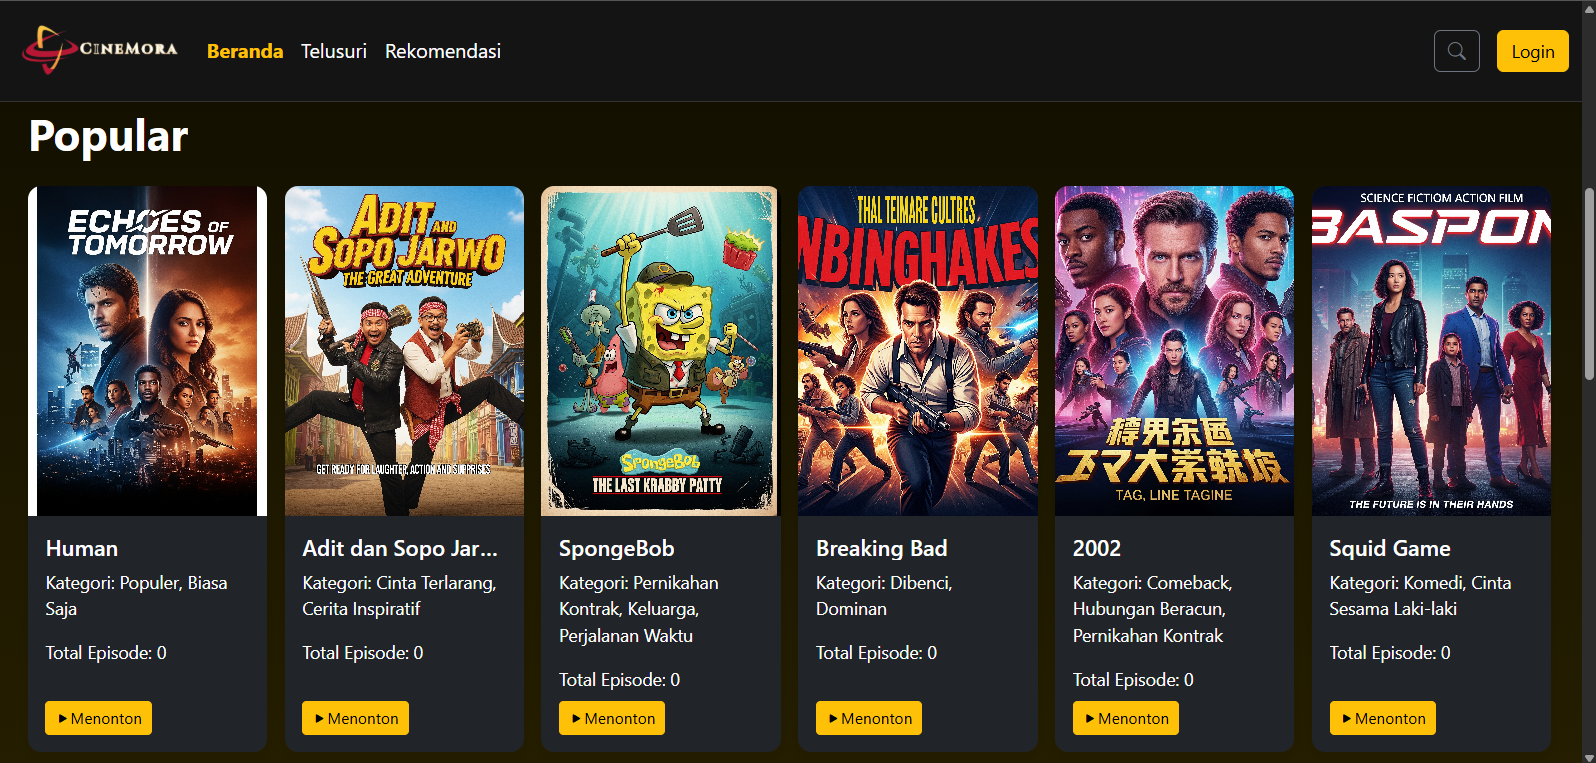 CINEMORA
Beranda Telusuri Rekomendasi
Login
Popular
ECHOES OF
TOMORROW
ADIT AND
SOPO JARWO
THE GREAT ADVENTURE
GET READY FOR LAUGHTER, ACTION AND SURPRISES
SPONGEBOB
THE LAST KRABBY PATTY
THAL TEIMARE CULTRES
NBINGHAKES
TAG, LINE TAGINE
SCIENCE FICTIOM ACTION FILM
BASPON
THE FUTURE IS IN THEIR HANDS
Human
Kategori: Populer, Biasa
Saja
Total Episode: 0
Menonton
Adit dan Sopo Jar...
Kategori: Cinta Terlarang,
Cerita Inspiratif
Total Episode: 0
Menonton
SpongeBob
Kategori: Pernikahan
Kontrak, Keluarga,
Perjalanan Waktu
Total Episode: 0
Menonton
Breaking Bad
Kategori: Dibenci,
Dominan
Total Episode: 0
Menonton
2002
Kategori: Comeback,
Hubungan Beracun,
Pernikahan Kontrak
Total Episode: 0
Menonton
Squid Game
Kategori: Komedi, Cinta
Sesama Laki-laki
Total Episode: 0
Menonton